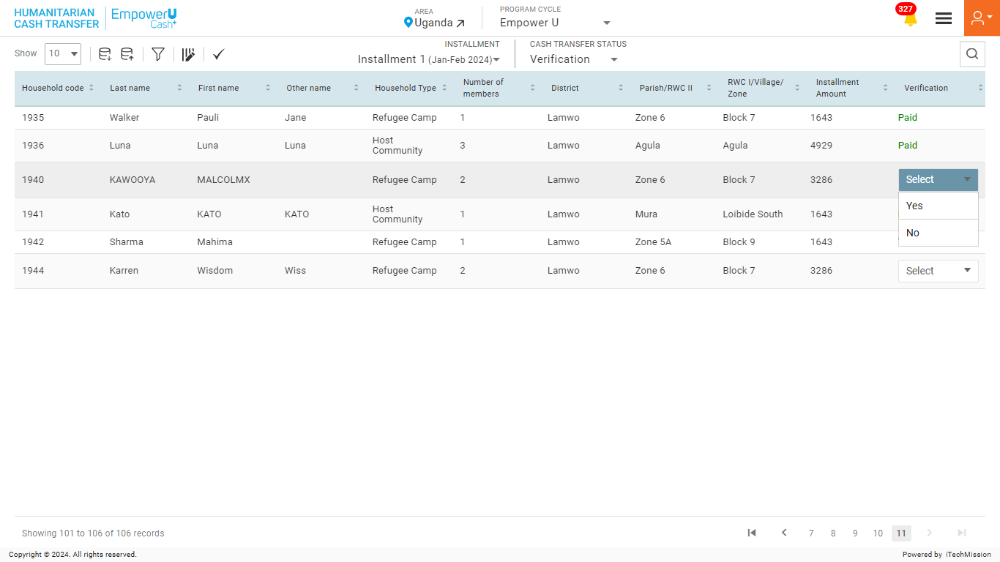 HUMANITARIAN
CASH TRANSFER
EmpowerU
Cash+
AREA
Uganda
PROGRAM CYCLE
Empower U
327
Show 10
INSTALLMENT
Installment 1 (Jan-Feb 2024)
CASH TRANSFER STATUS
Verification
Household code Last name First name Other name Household Type Number of members District Parish/RWC II RWC I/Village/Zone Installment Amount Verification
1935 Walker Pauli Jane Refugee Camp 1 Lamwo Zone 6 Block 7 1643 Paid
1936 Luna Luna Luna Host Community 3 Lamwo Agula Agula 4929 Paid
1940 KAWOOYA MALCOLMX Refugee Camp 2 Lamwo Zone 6 Block 7 3286 Select
Yes
1941 Kato KATO KATO Host Community 1 Lamwo Mura Loibide South 1643
No
1942 Sharma Mahima Refugee Camp 1 Lamwo Zone 5A Block 9 1643
1944 Karren Wisdom Wiss Refugee Camp 2 Lamwo Zone 6 Block 7 3286 Select
Showing 101 to 106 of 106 records
7 8 9 10 11
Copyright © 2024. All rights reserved.
Powered by iTechMission